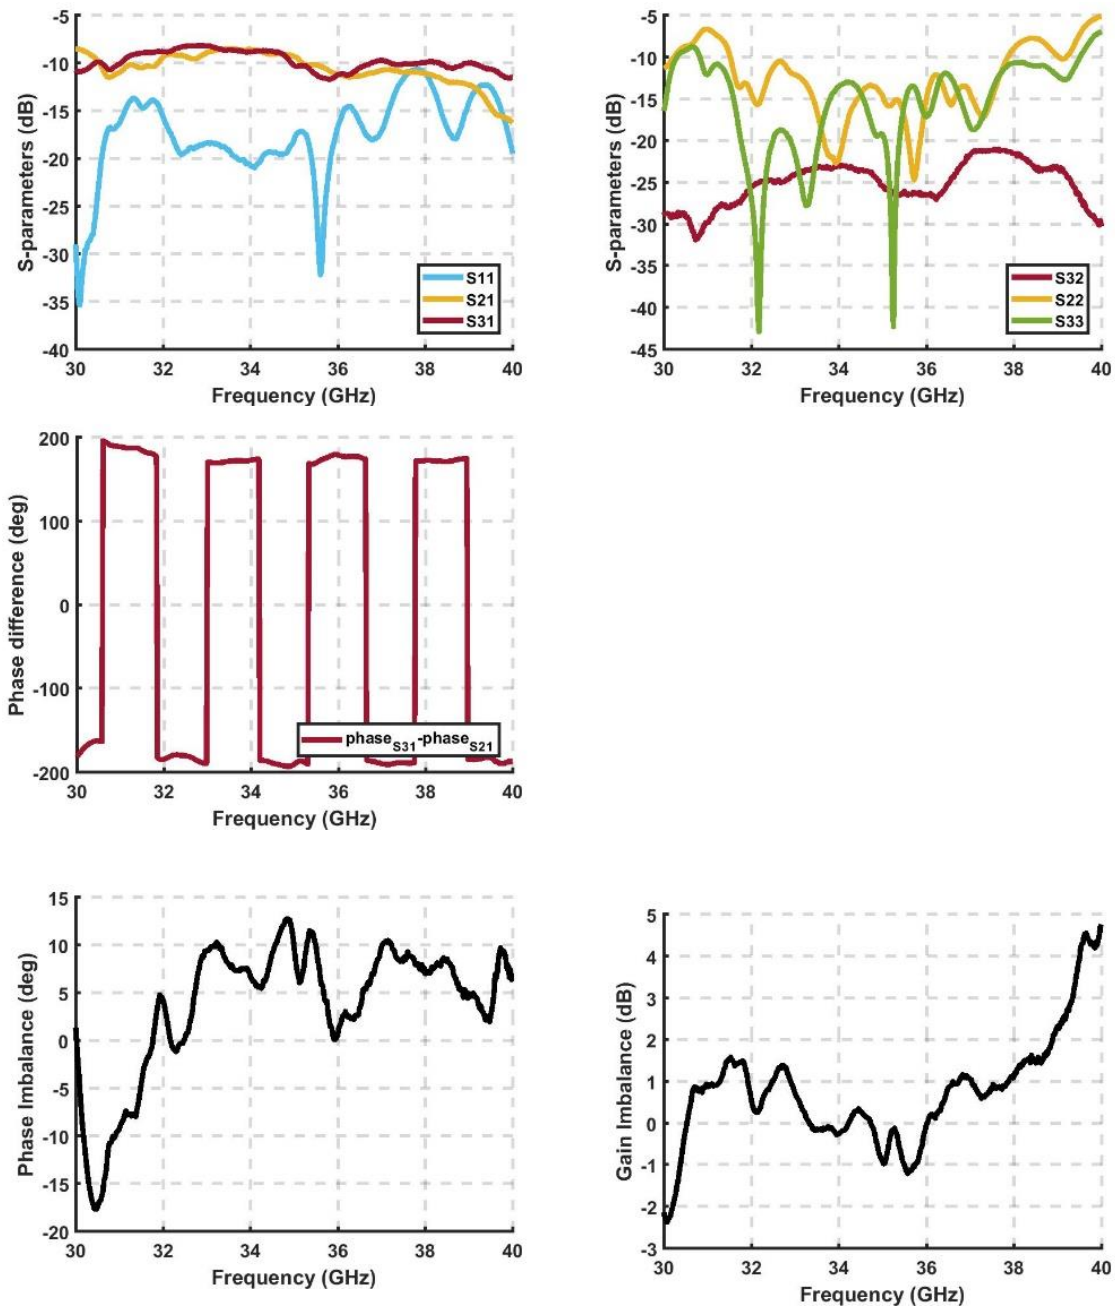 -5
-10
-15
-20
-25
-30
-35
-40
S-parameters (dB)
S11
S21
S31
30 32 34 36 38 40
Frequency (GHz)
-5
-10
-15
-20
-25
-30
-35
-40
-45
S-parameters (dB)
S32
S22
S33
30 32 34 36 38 40
Frequency (GHz)
200
100
0
-100
-200
Phase difference (deg)
phaseS31-phaseS21
30 32 34 36 38 40
Frequency (GHz)
15
10
5
0
-5
-10
-15
-20
Phase Imbalance (deg)
30 32 34 36 38 40
Frequency (GHz)
5
4
3
2
1
0
-1
-2
-3
Gain Imbalance (dB)
30 32 34 36 38 40
Frequency (GHz)